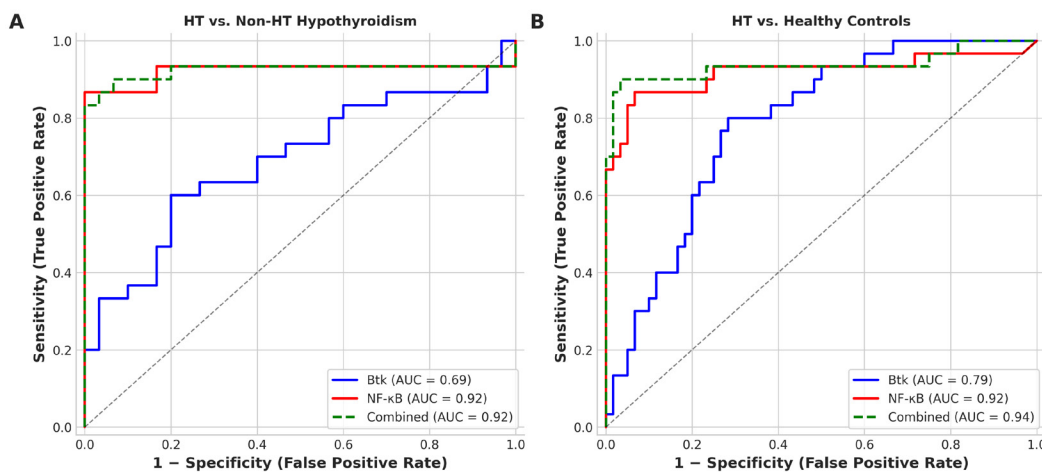 A
HT vs. Non-HT Hypothyroidism
1.0
0.8
0.6
0.4
0.2
0.0
Sensitivity (True Positive Rate)
Btk (AUC = 0.69)
NF-κB (AUC = 0.92)
Combined (AUC = 0.92)
0.0 0.2 0.4 0.6 0.8 1.0
1 − Specificity (False Positive Rate)
B
HT vs. Healthy Controls
1.0
0.8
0.6
0.4
0.2
0.0
Sensitivity (True Positive Rate)
Btk (AUC = 0.79)
NF-κB (AUC = 0.92)
Combined (AUC = 0.94)
0.0 0.2 0.4 0.6 0.8 1.0
1 − Specificity (False Positive Rate)